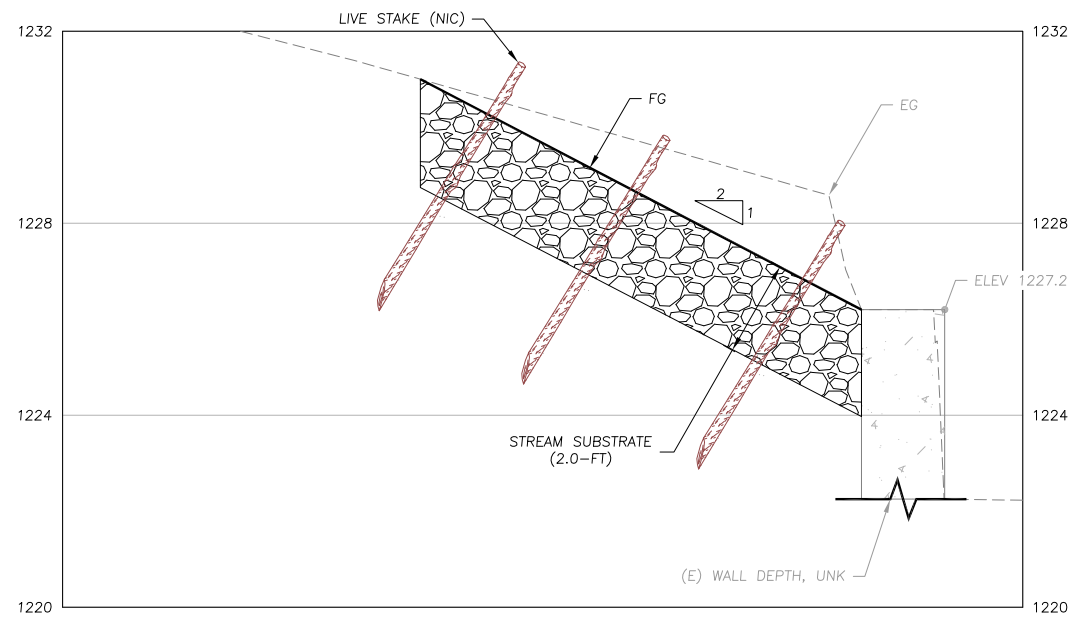 LIVE STAKE (NIC)
1232
1232
FG
EG
2
1
1228
1228
ELEV 1227.2
1224
1224
STREAM SUBSTRATE
(2.0-FT)
(E) WALL DEPTH, UNK
1220
1220